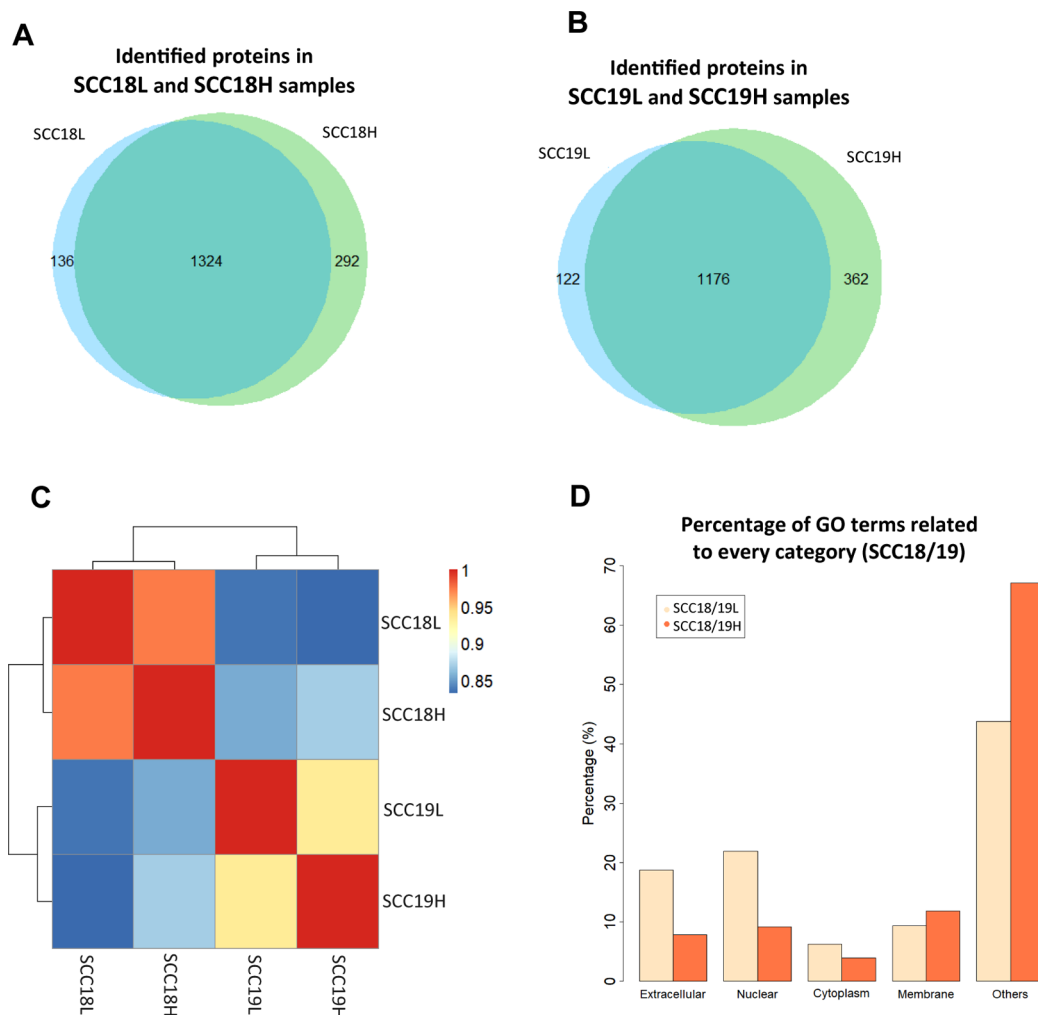 A
Identified proteins in
SCC18L and SCC18H samples
SCC18L
SCC18H
136
1324
292
B
Identified proteins in
SCC19L and SCC19H samples
SCC19L
SCC19H
122
1176
362
C
1
0.95
0.9
0.85
SCC18L
SCC18H
SCC19L
SCC19H
SCC18L
SCC18H
SCC19L
SCC19H
D
Percentage of GO terms related
to every category (SCC18/19)
SCC18/19L
SCC18/19H
Percentage (%)
70
60
50
40
30
20
10
0
Extracellular
Nuclear
Cytoplasm
Membrane
Others